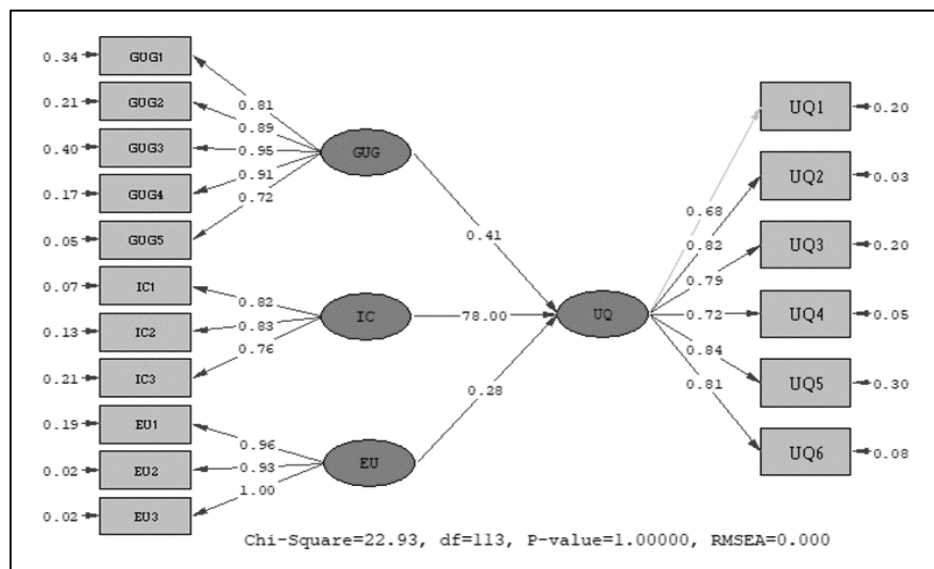 0.34 GUG1
0.21 GUG2
0.40 GUG3
0.17 GUG4
0.05 GUG5
0.07 IC1
0.13 IC2
0.21 IC3
0.19 EU1
0.02 EU2
0.02 EU3
0.81
0.89
0.95
0.91
0.72
0.82
0.83
0.76
0.96
0.93
1.00
GUG
IC
EU
0.41
78.00
0.28
UQ
0.68
0.82
0.79
0.72
0.84
0.81
UQ1 0.20
UQ2 0.03
UQ3 0.20
UQ4 0.05
UQ5 0.30
UQ6 0.08
Chi-Square=22.93, df=113, P-value=1.00000, RMSEA=0.000